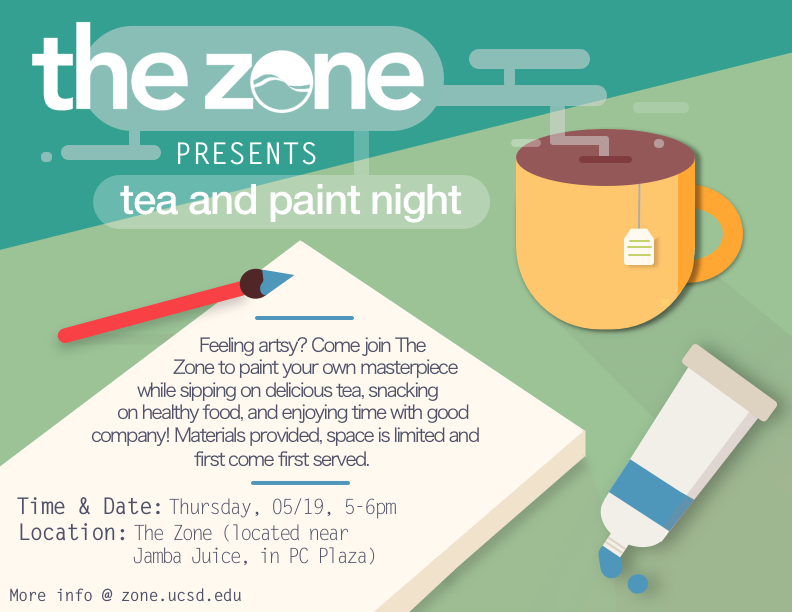 the zone
PRESENTS
tea and paint night
Feeling artsy? Come join The
Zone to paint your own masterpiece
while sipping on delicious tea, snacking
on healthy food, and enjoying time with good
company! Materials provided, space is limited and
first come first served.
Time & Date: Thursday, 05/19, 5-6pm
Location: The Zone (located near
Jamba Juice, in PC Plaza)
More info @ zone.ucsd.edu